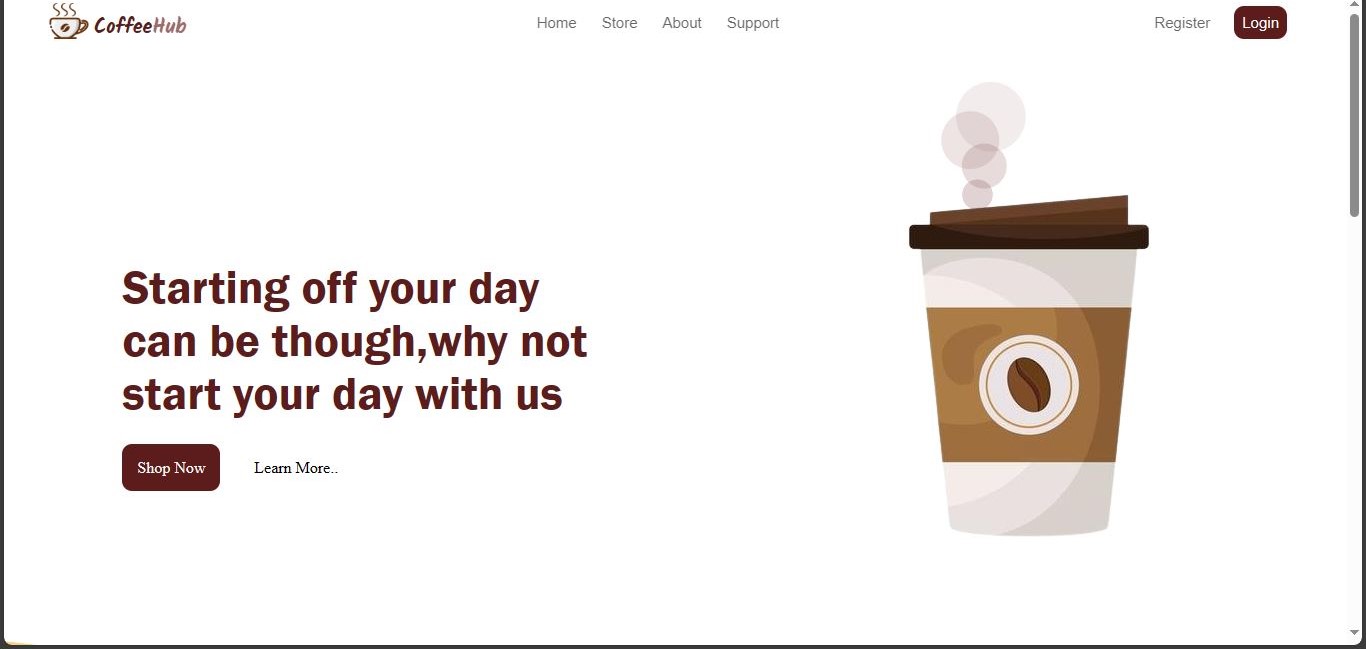 CoffeeHub
Home Store About Support
Register Login
Starting off your day
can be though,why not
start your day with us
Shop Now Learn More..